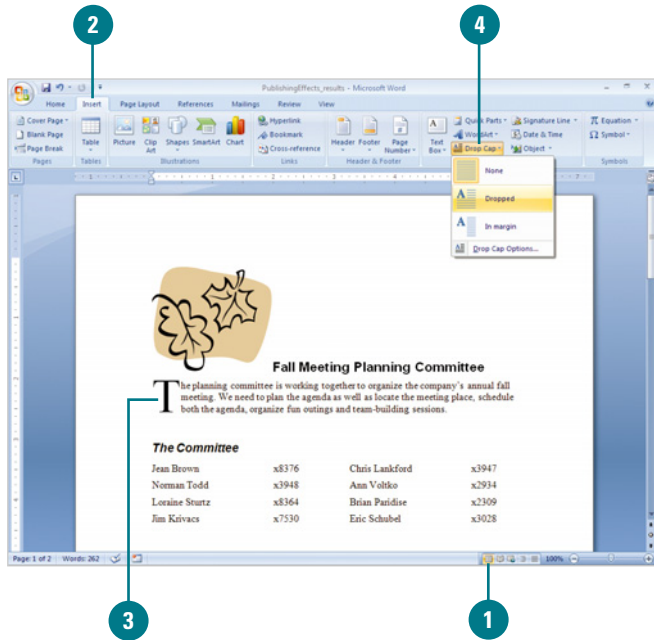 2
4
PublishingEffects_results - Microsoft Word
Home Insert Page Layout References Mailings Review View
Cover Page
Blank Page
Page Break
Pages
Table
Tables
Picture Clip Art Shapes SmartArt Chart
Illustrations
Hyperlink
Bookmark
Cross-reference
Links
Header Footer Page Number
Header & Footer
Text Box
Quick Parts
WordArt
Drop Cap
Signature Line
Date & Time
Object
Equation
Symbol
Symbols
None
Dropped
In margin
Drop Cap Options...
Fall Meeting Planning Committee
The planning committee is working together to organize the company's annual fall
meeting. We need to plan the agenda as well as locate the meeting place, schedule
both the agenda, organize fun outings and team-building sessions.
The Committee
Jean Brown x8376 Chris Lankford x3947
Norman Todd x3948 Ann Voltko x2934
Loraine Sturtz x8364 Brian Paridise x2309
Jim Krivacs x7530 Eric Schubel x3028
Page: 1 of 2 Words: 262 100%
3
1